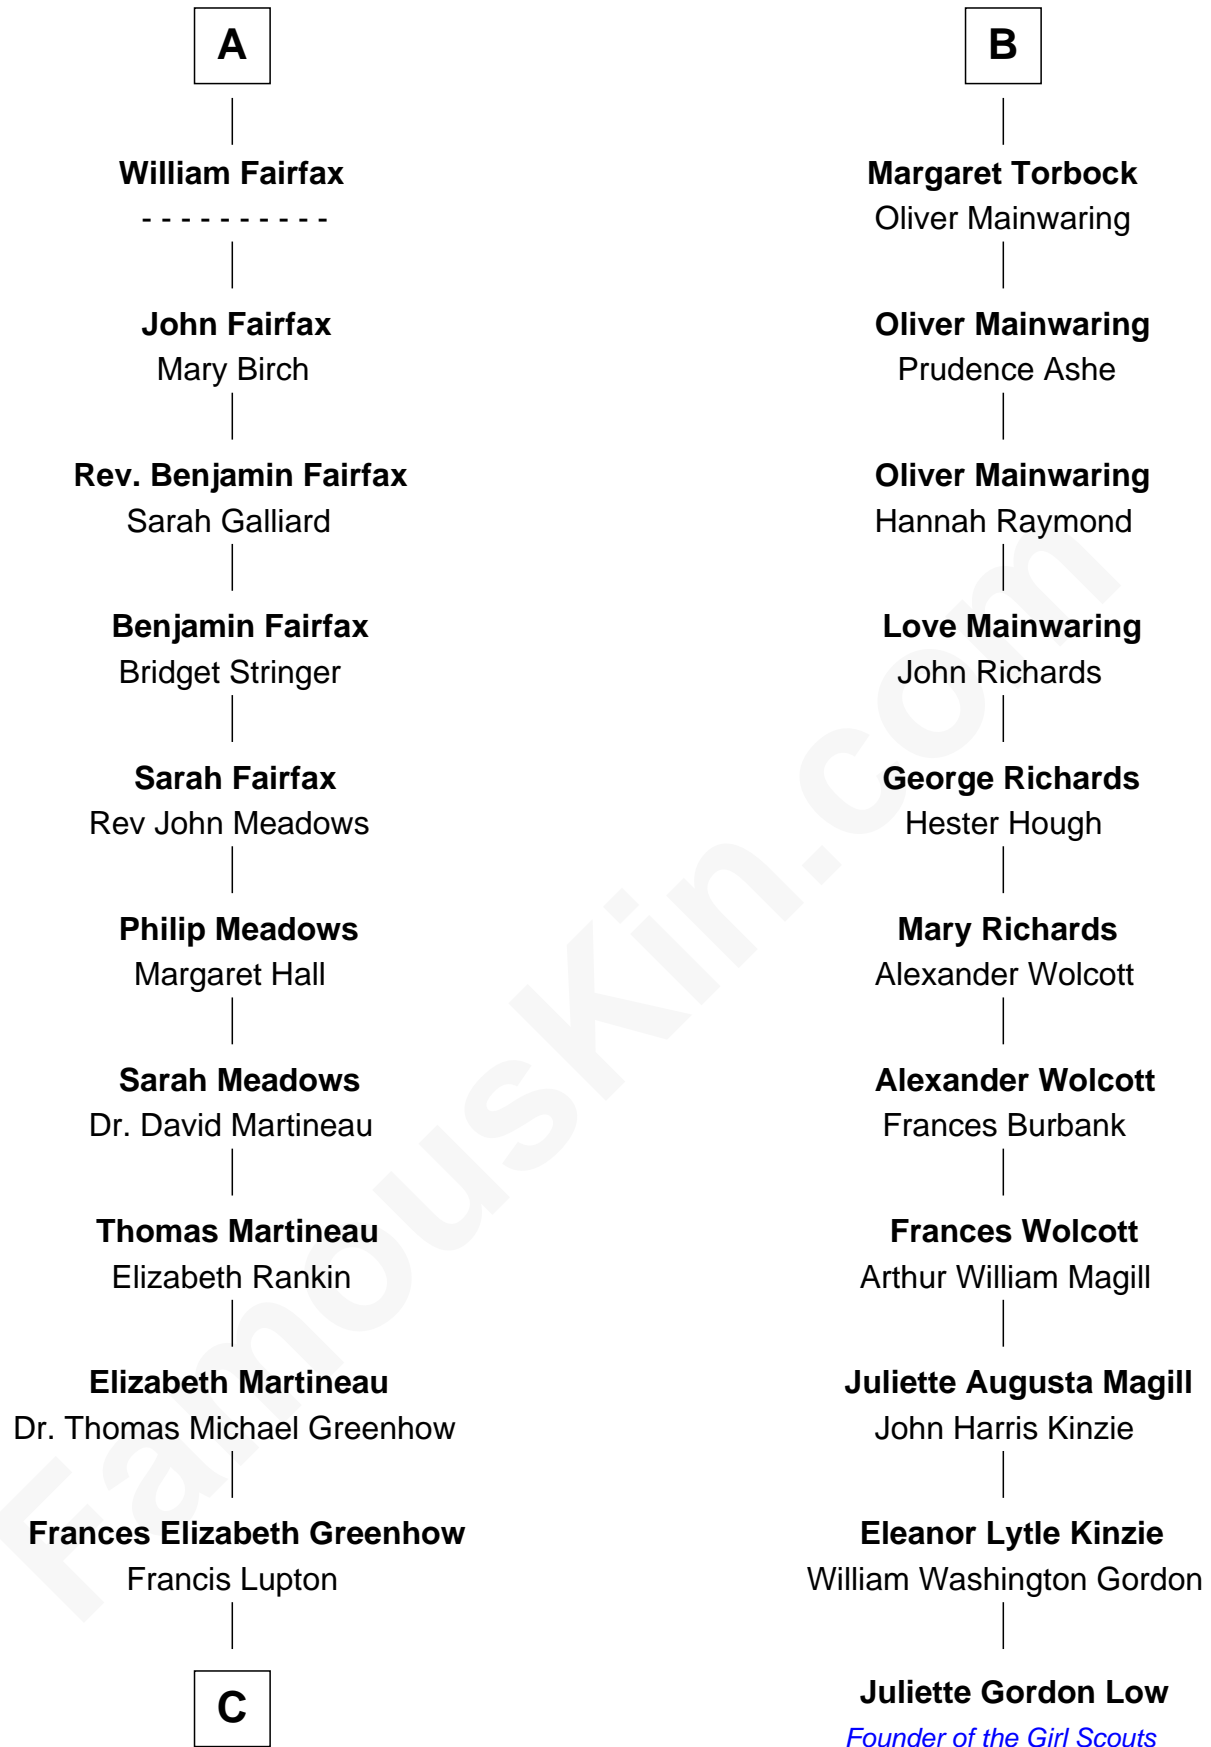 A
William Fairfax
- - - - - - - - - -
John Fairfax
Mary Birch
Rev. Benjamin Fairfax
Sarah Galliard
Benjamin Fairfax
Bridget Stringer
Sarah Fairfax
Rev John Meadows
Philip Meadows
Margaret Hall
Sarah Meadows
Dr. David Martineau
Thomas Martineau
Elizabeth Rankin
Elizabeth Martineau
Dr. Thomas Michael Greenhow
Frances Elizabeth Greenhow
Francis Lupton
C
B
Margaret Torbock
Oliver Mainwaring
Oliver Mainwaring
Prudence Ashe
Oliver Mainwaring
Hannah Raymond
Love Mainwaring
John Richards
George Richards
Hester Hough
Mary Richards
Alexander Wolcott
Alexander Wolcott
Frances Burbank
Frances Wolcott
Arthur William Magill
Juliette Augusta Magill
John Harris Kinzie
Eleanor Lytle Kinzie
William Washington Gordon
Juliette Gordon Low
Founder of the Girl Scouts
FamousKin.com